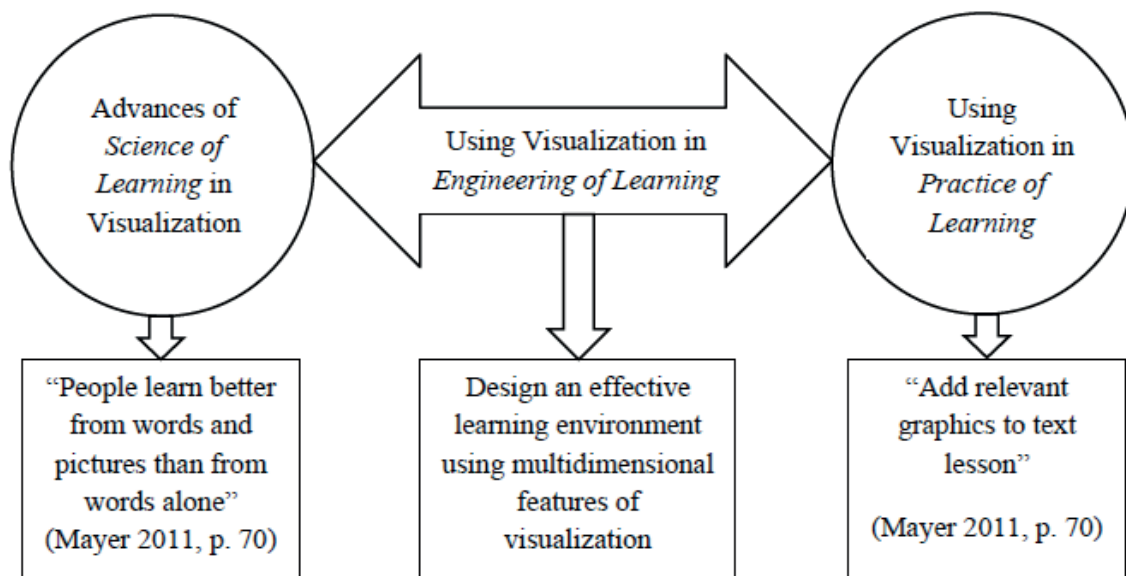 Advances of
Science of
Learning in
Visualization
Using Visualization in
Engineering of Learning
Using
Visualization in
Practice of
Learning
“People learn better
from words and
pictures than from
words alone”
(Mayer 2011, p. 70)
Design an effective
learning environment
using multidimensional
features of
visualization
“Add relevant
graphics to text
lesson”
(Mayer 2011, p. 70)